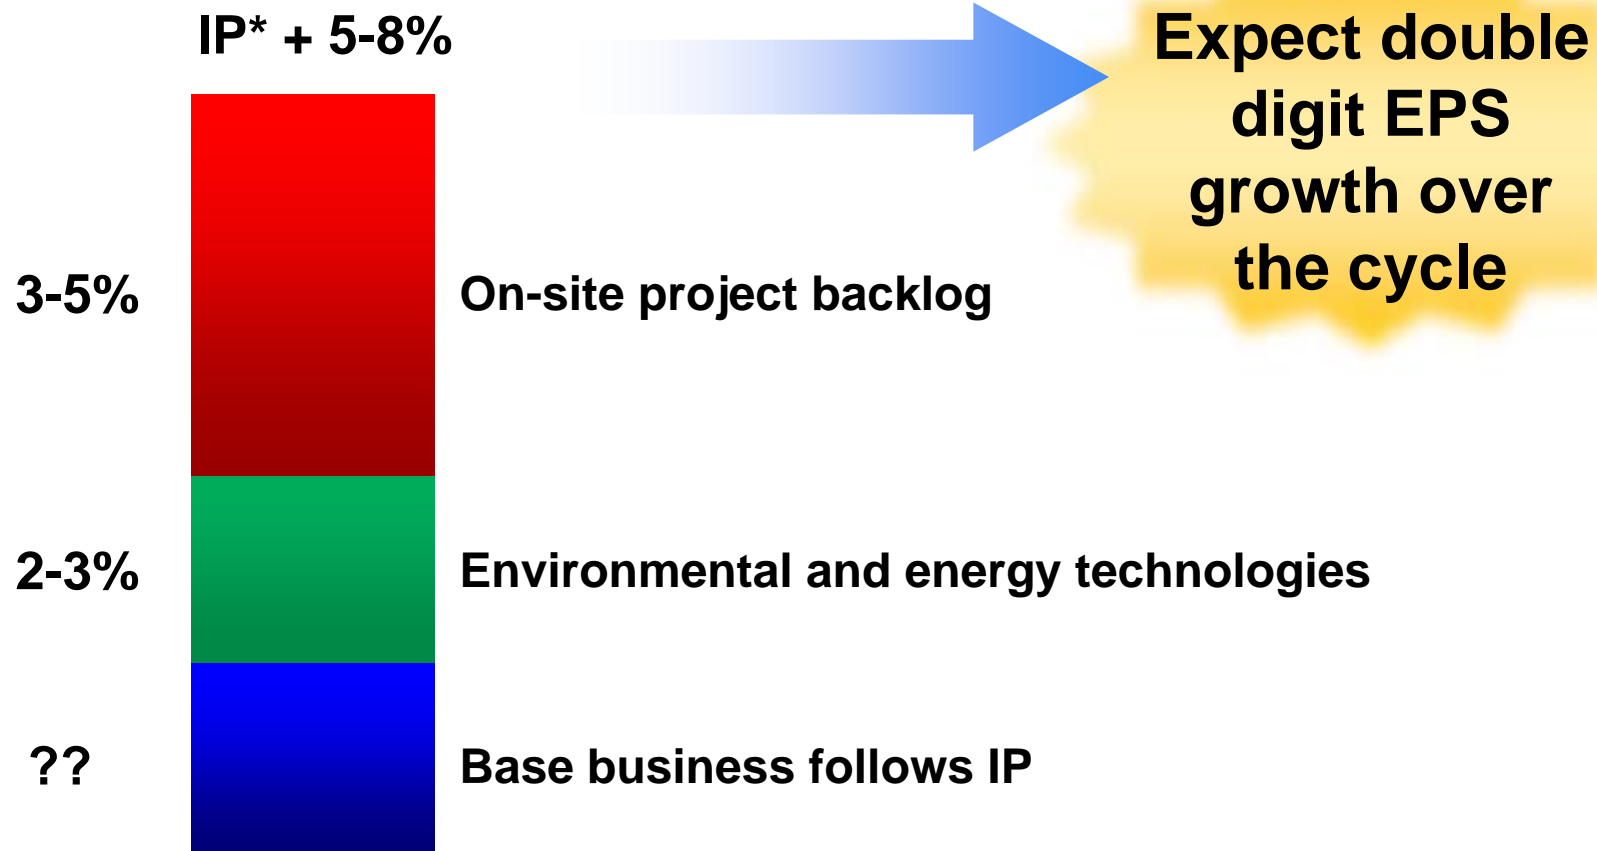 IP* + 5-8%
Expect double
digit EPS
growth over
the cycle
3-5%
On-site project backlog
2-3%
Environmental and energy technologies
??
Base business follows IP